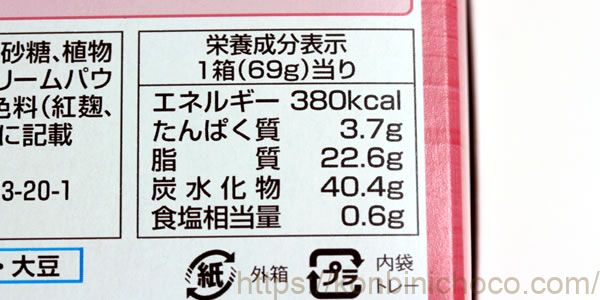 砂糖、植物
リームパウ
色料(紅麹、
に記載
3-20-1
・大豆
栄養成分表示
1箱(69g)当り
エネルギー 380kcal
たんぱく質 3.7g
脂質 22.6g
炭水化物 40.4g
食塩相当量 0.6g
紙 外箱
プラ 内袋
トレー
https://konbinichoco.com/